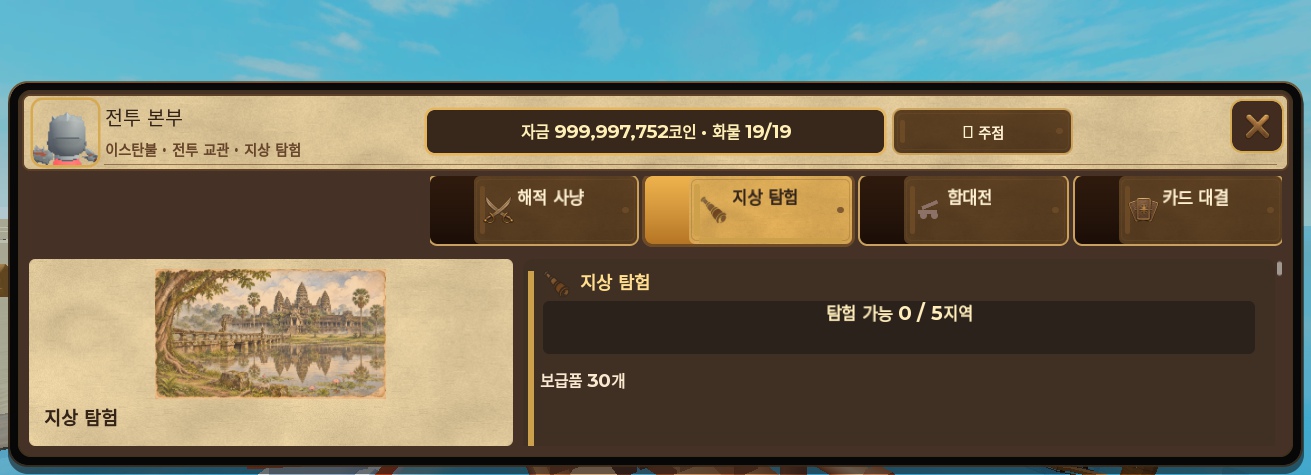 전투 본부
이스탄불 • 전투 교관 • 지상 탐험
자금 999,997,752코인 • 화물 19/19
주점
해적 사냥
지상 탐험
함대전
카드 대결
지상 탐험
지상 탐험
탐험 가능 0 / 5지역
보급품 30개